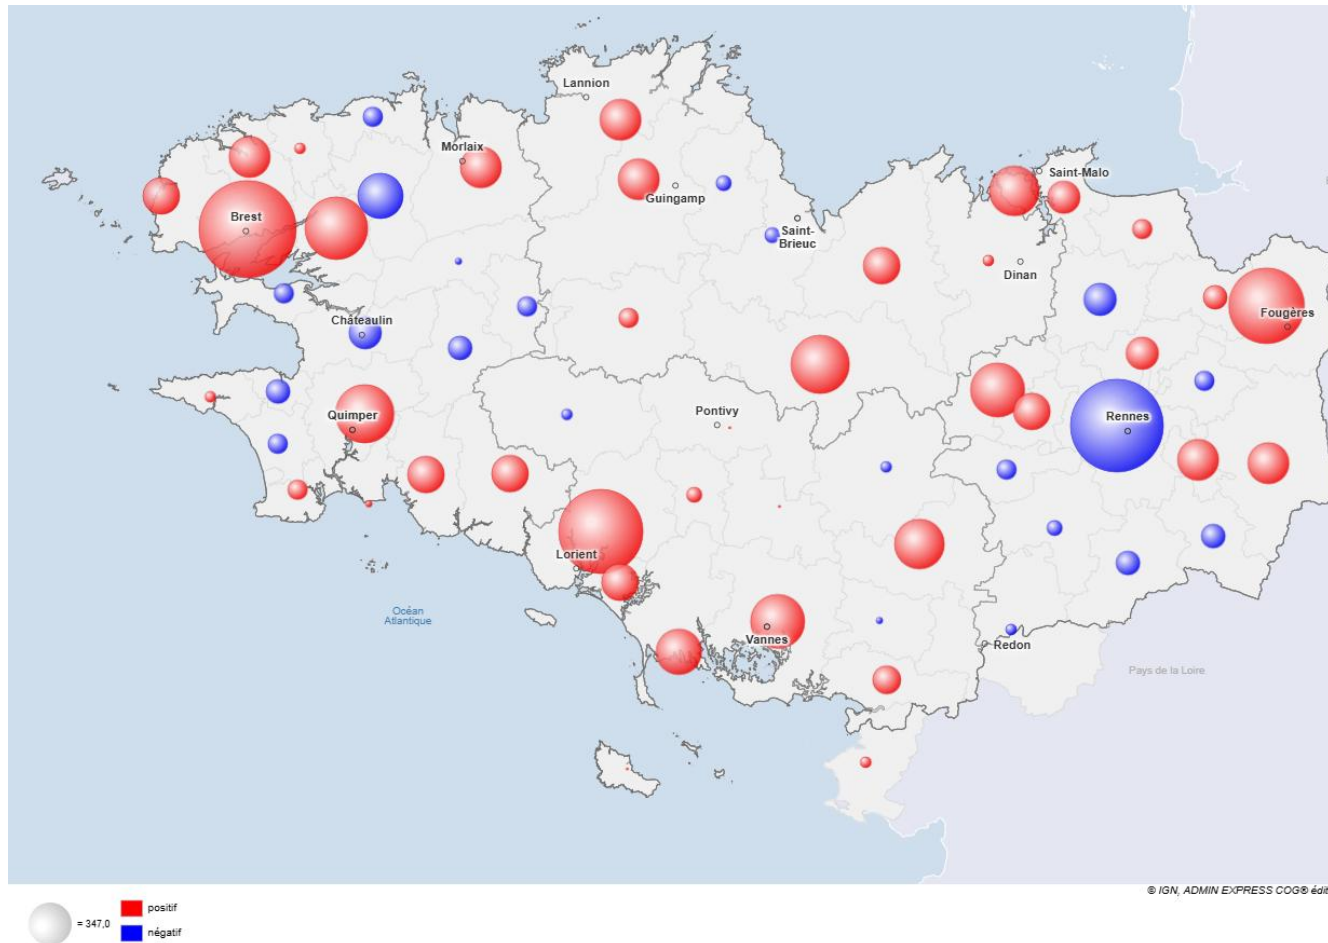 Lannion
Morlaix
Saint-Malo
Guingamp
Brest
Saint-
Brieuc
Dinan
Châteaulin
Fougères
Quimper
Pontivy
Rennes
Lorient
Océan
Atlantique
Vannes
Redon
Pays de la Loire
© IGN, ADMIN EXPRESS COG® édit
= 347,0
positif
négatif